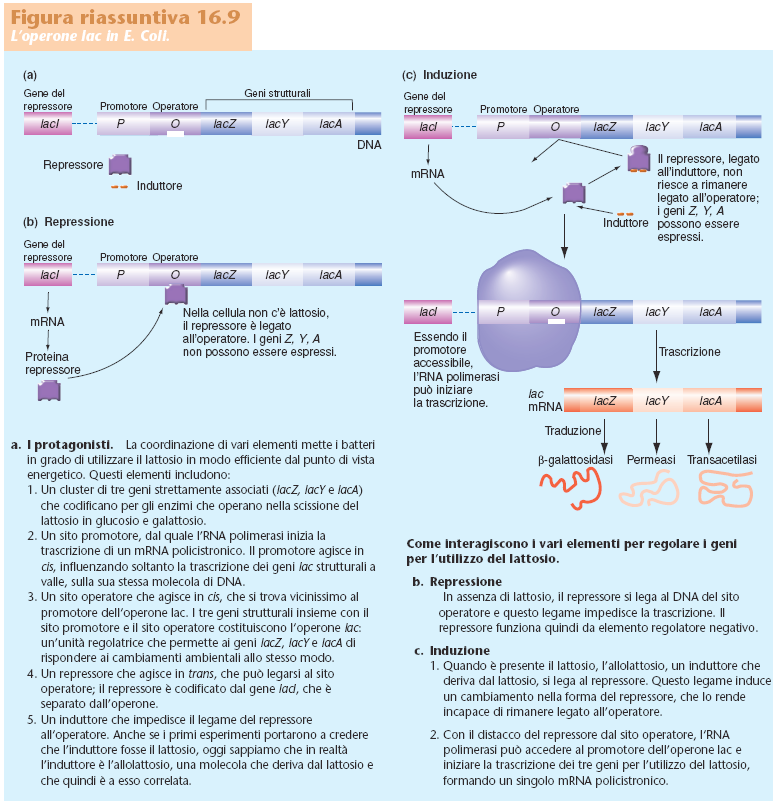 Figura riassuntiva 16.9
L'operone lac in E. Coli.
(a)
Gene del
repressore
Promotore
Operatore
Geni strutturali
lacI
P
O
lacZ
lacY
lacA
DNA
Repressore
Induttore
(b) Repressione
Gene del
repressore
Promotore
Operatore
lacI
P
O
lacZ
lacY
lacA
mRNA
Proteina
repressore
Nella cellula non c'è lattosio,
il repressore è legato
all'operatore. I geni Z, Y, A
non possono essere espressi.
(c) Induzione
Gene del
repressore
Promotore
Operatore
lacI
P
O
lacZ
lacY
lacA
mRNA
Induttore
Il repressore, legato
all'induttore, non
riesce a rimanere
legato all'operatore;
i geni Z, Y, A
possono essere
espressi.
lacI
P
O
lacZ
lacY
lacA
Essendo il
promotore
accessibile,
l'RNA polimerasi
può iniziare
la trascrizione.
Trascrizione
lac
mRNA
lacZ
lacY
lacA
Traduzione
β-galattosidasi
Permeasi
Transacetilasi
a. I protagonisti. La coordinazione di vari elementi mette i batteri
in grado di utilizzare il lattosio in modo efficiente dal punto di vista
energetico. Questi elementi includono:
1. Un cluster di tre geni strettamente associati (lacZ, lacY e lacA)
che codificano per gli enzimi che operano nella scissione del
lattosio in glucosio e galattosio.
2. Un sito promotore, dal quale l'RNA polimerasi inizia la
trascrizione di un mRNA policistronico. Il promotore agisce in
cis, influenzando soltanto la trascrizione dei geni lac strutturali a
valle, sulla sua stessa molecola di DNA.
3. Un sito operatore che agisce in cis, che si trova vicinissimo al
promotore dell'operone lac. I tre geni strutturali insieme con il
sito promotore e il sito operatore costituiscono l'operone lac:
un'unità regolatrice che permette ai geni lacZ, lacY e lacA di
rispondere ai cambiamenti ambientali allo stesso modo.
4. Un repressore che agisce in trans, che può legarsi al sito
operatore; il repressore è codificato dal gene lacI, che è
separato dall'operone.
5. Un induttore che impedisce il legame del repressore
all'operatore. Anche se i primi esperimenti portarono a credere
che l'induttore fosse il lattosio, oggi sappiamo che in realtà
l'induttore è l'allolattosio, una molecola che deriva dal lattosio e
che quindi è a esso correlata.
Come interagiscono i vari elementi per regolare i geni
per l'utilizzo del lattosio.
b. Repressione
In assenza di lattosio, il repressore si lega al DNA del sito
operatore e questo legame impedisce la trascrizione. Il
repressore funziona quindi da elemento regolatore negativo.
c. Induzione
1. Quando è presente il lattosio, l'allolattosio, un induttore che
deriva dal lattosio, si lega al repressore. Questo legame induce
un cambiamento nella forma del repressore, che lo rende
incapace di rimanere legato all'operatore.
2. Con il distacco del repressore dal sito operatore, l'RNA
polimerasi può accedere al promotore dell'operone lac e
iniziare la trascrizione dei tre geni per l'utilizzo del lattosio,
formando un singolo mRNA policistronico.